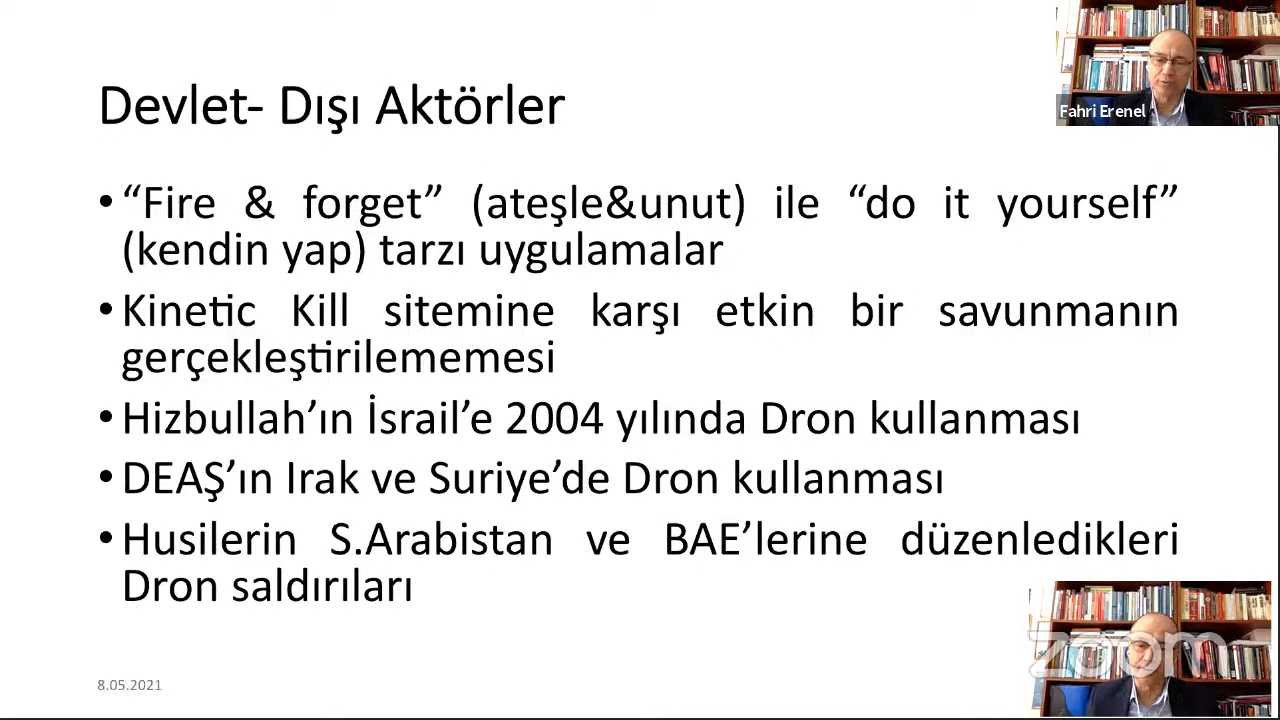 Fahri Erenel
Devlet- Dışı Aktörler
• “Fire & forget” (ateşle&unut) ile “do it yourself”
(kendin yap) tarzı uygulamalar
• Kinetic Kill sitemine karşı etkin bir savunmanın
gerçekleştirilememesi
• Hizbullah’ın İsrail’e 2004 yılında Dron kullanması
• DEAŞ’ın Irak ve Suriye’de Dron kullanması
• Husilerin S.Arabistan ve BAE’lerine düzenledikleri
Dron saldırıları
zoom
8.05.2021